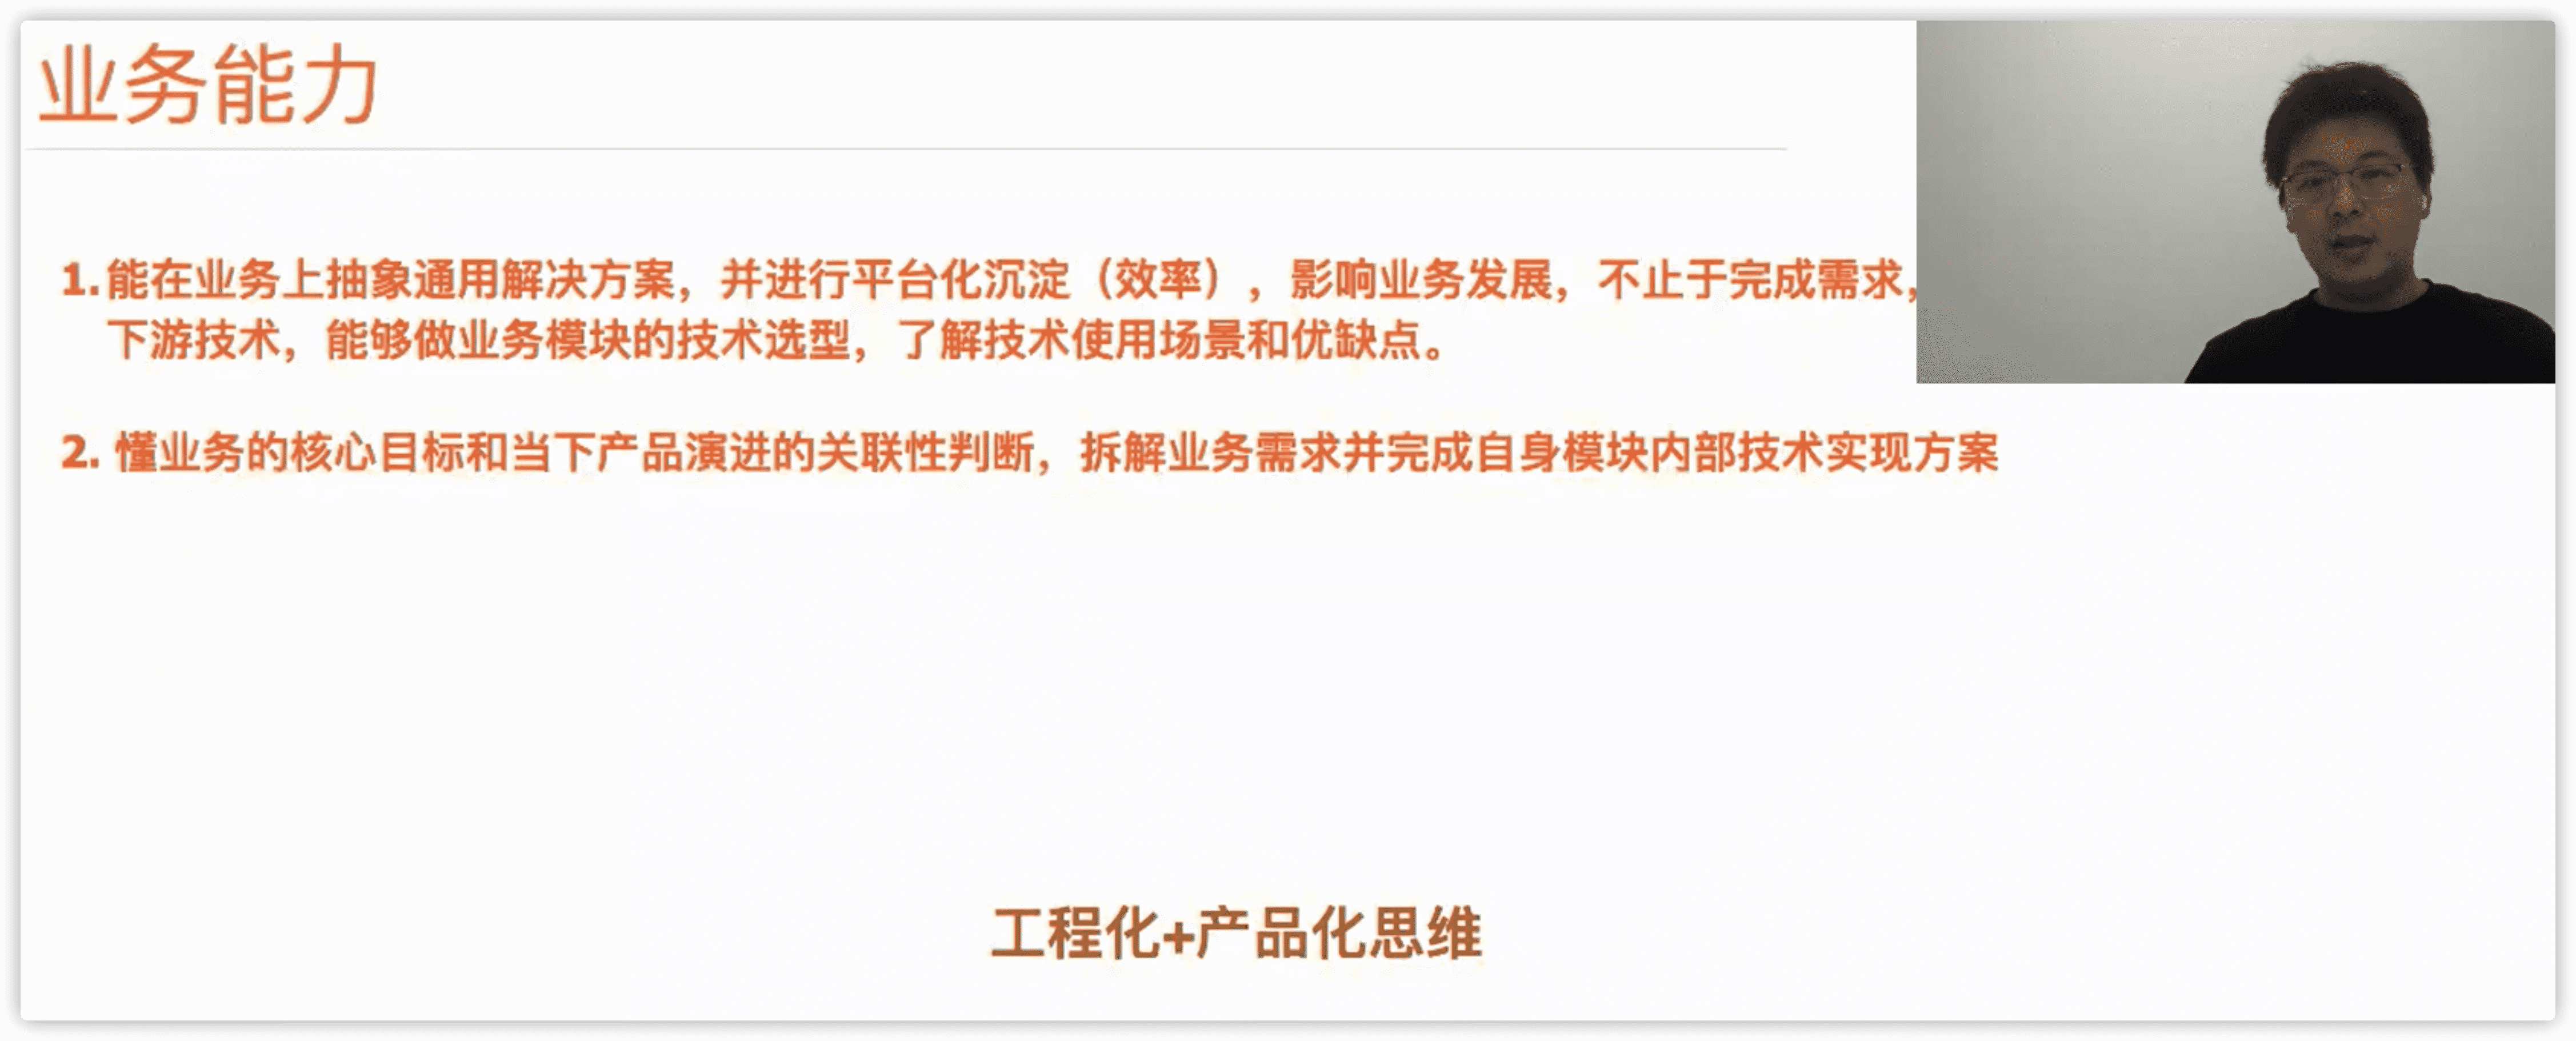 业务能力
1.能在业务上抽象通用解决方案，并进行平台化沉淀（效率），影响业务发展，不止于完成需求，
下游技术，能够做业务模块的技术选型，了解技术使用场景和优缺点。
2. 懂业务的核心目标和当下产品演进的关联性判断，拆解业务需求并完成自身模块内部技术实现方案
工程化+产品化思维